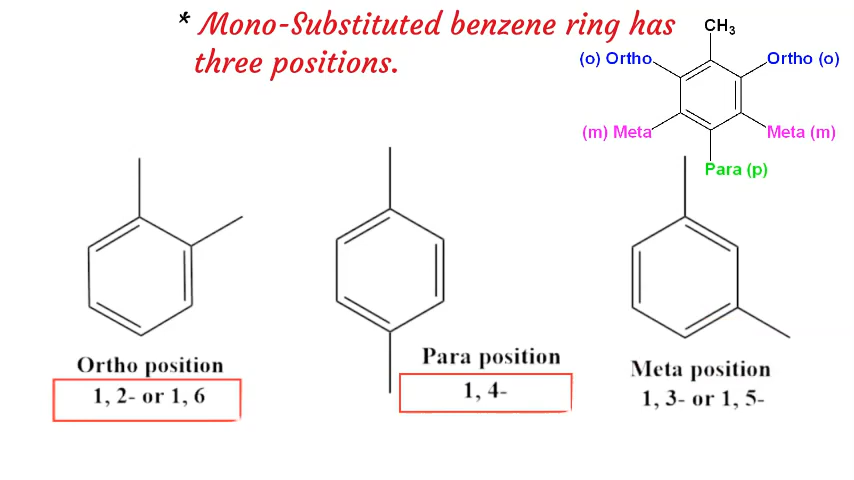 * Mono-Substituted benzene ring has
three positions.
CH3
(o) Ortho
Ortho (o)
(m) Meta
Meta (m)
Para (p)
Ortho position
1, 2- or 1, 6
Para position
1, 4-
Meta position
1, 3- or 1, 5-